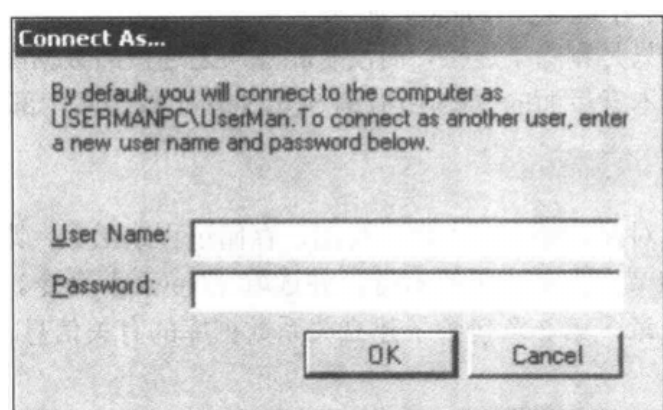 Connect As...
By default, you will connect to the computer as
USERMANPC\UserMan.To connect as another user, enter
a new user name and password below.
User Name:
Password:
OK
Cancel